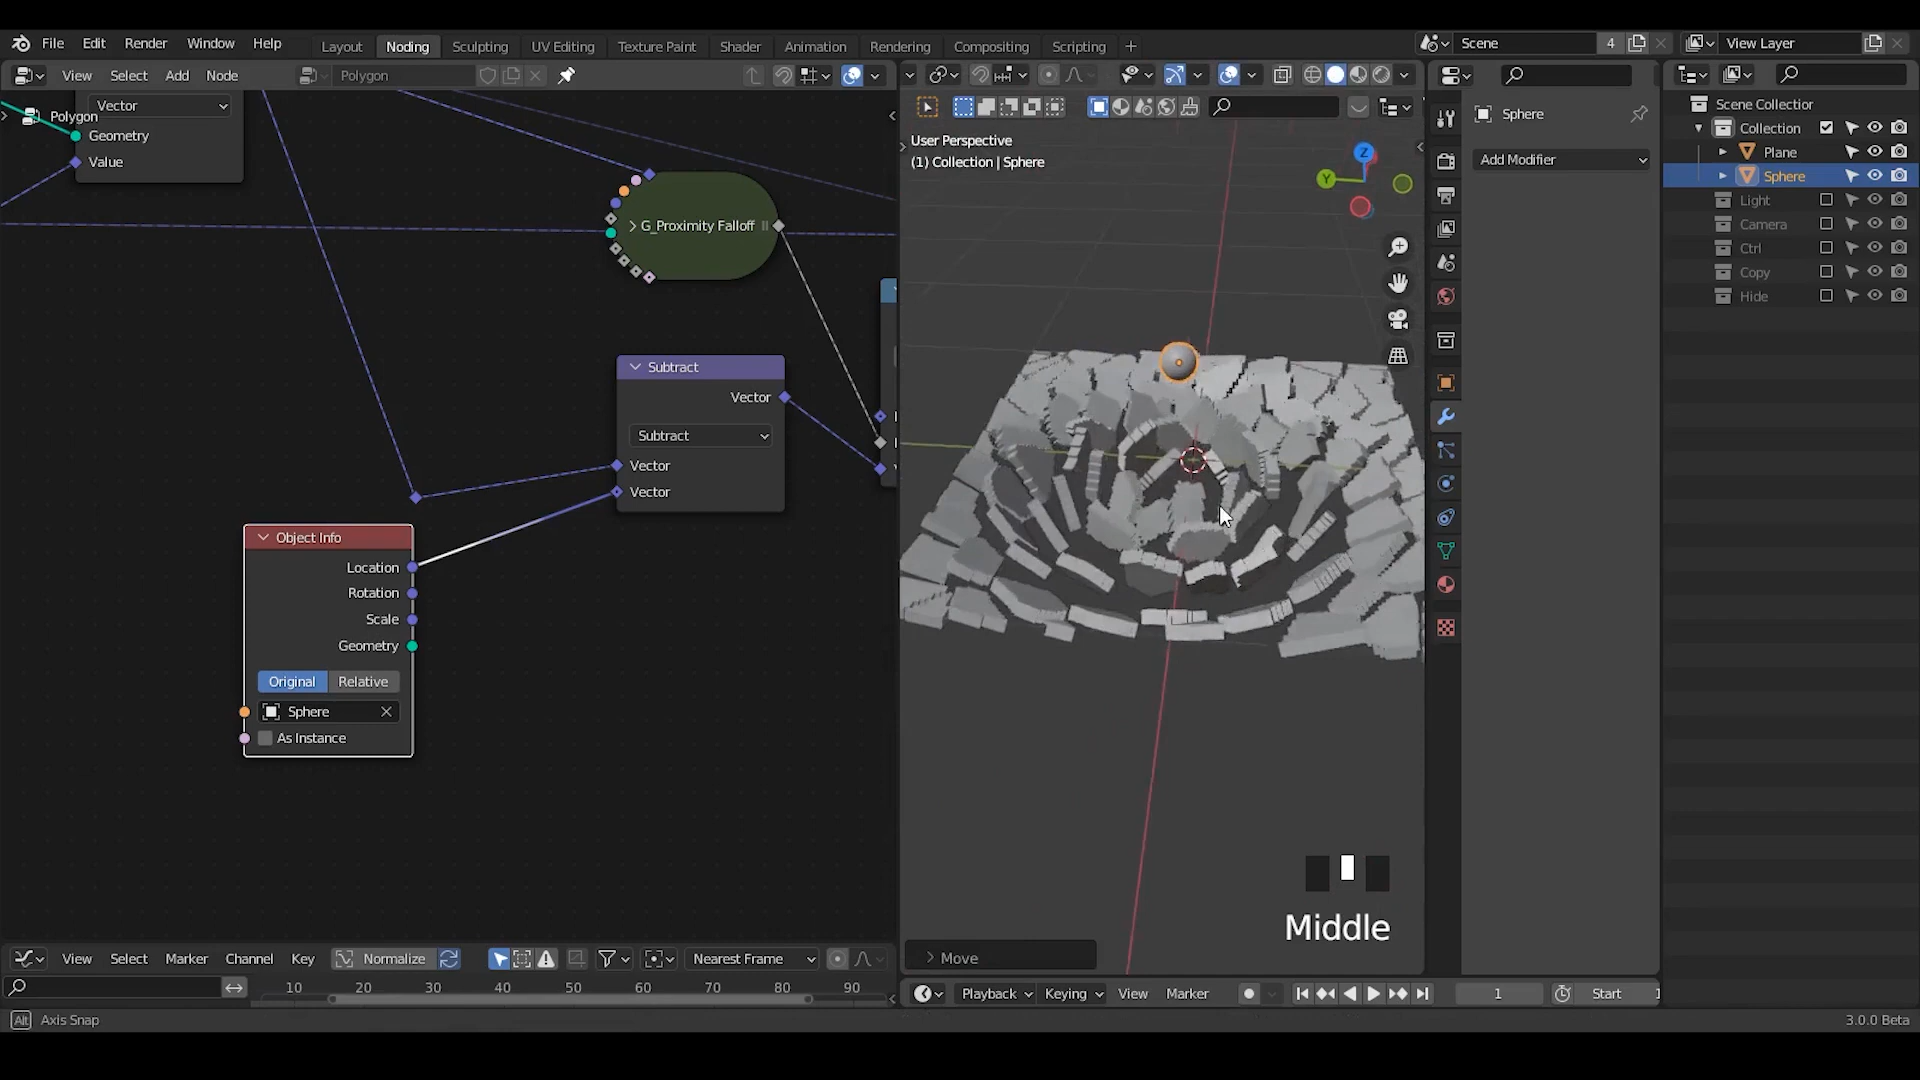 File Edit Render Window Help Layout Noding Sculpting UV Editing Texture Paint Shader Animation Rendering Compositing Scripting + Scene 4 View Layer
View Select Add Node Polygon
Polygon
Vector
Geometry
Value
G_Proximity Falloff
Subtract
Vector
Subtract
Vector
Vector
Object Info
Location
Rotation
Scale
Geometry
Original Relative
Sphere
As Instance
User Perspective
(1) Collection | Sphere
Z
Y
Middle
Move
Sphere
Add Modifier
Scene Collection
Collection
Plane
Sphere
Light
Camera
Ctrl
Copy
Hide
View Select Marker Channel Key Normalize Nearest Frame
10 20 30 40 50 60 70 80 90
Playback Keying View Marker 1 Start
Alt Axis Snap
3.0.0 Beta